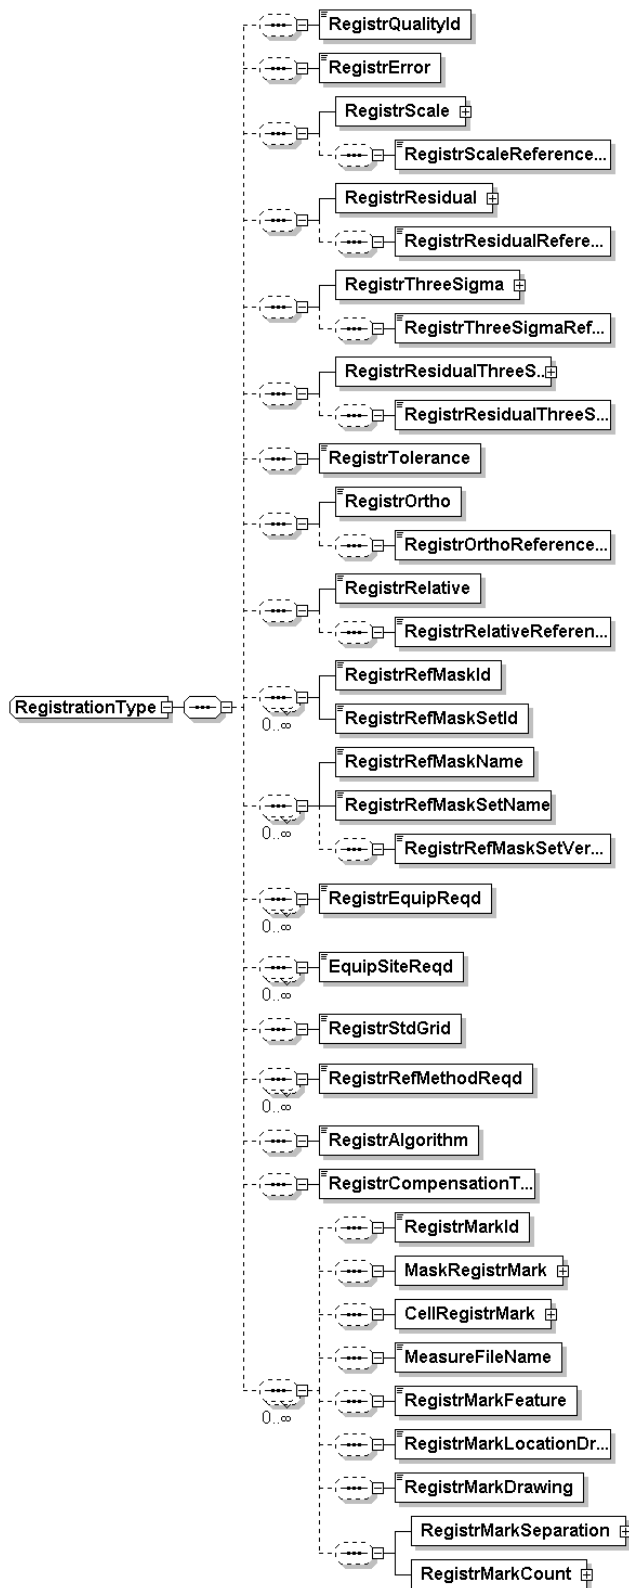 RegistrQualityId
RegistrError
RegistrScale
RegistrScaleReference...
RegistrResidual
RegistrResidualRefere...
RegistrThreeSigma
RegistrThreeSigmaRef...
RegistrResidualThreeS...
RegistrResidualThreeS...
RegistrTolerance
RegistrOrtho
RegistrOrthoReference...
RegistrRelative
RegistrRelativeReferen...
RegistrRefMaskId
RegistrationType
RegistrRefMaskSetId
0..∞
RegistrRefMaskName
RegistrRefMaskSetName
0..∞
RegistrRefMaskSetVer...
RegistrEquipReqd
0..∞
EquipSiteReqd
0..∞
RegistrStdGrid
RegistrRefMethodReqd
0..∞
RegistrAlgorithm
RegistrCompensationT...
RegistrMarkId
MaskRegistrMark
CellRegistrMark
MeasureFileName
RegistrMarkFeature
0..∞
RegistrMarkLocationDr...
RegistrMarkDrawing
RegistrMarkSeparation
RegistrMarkCount